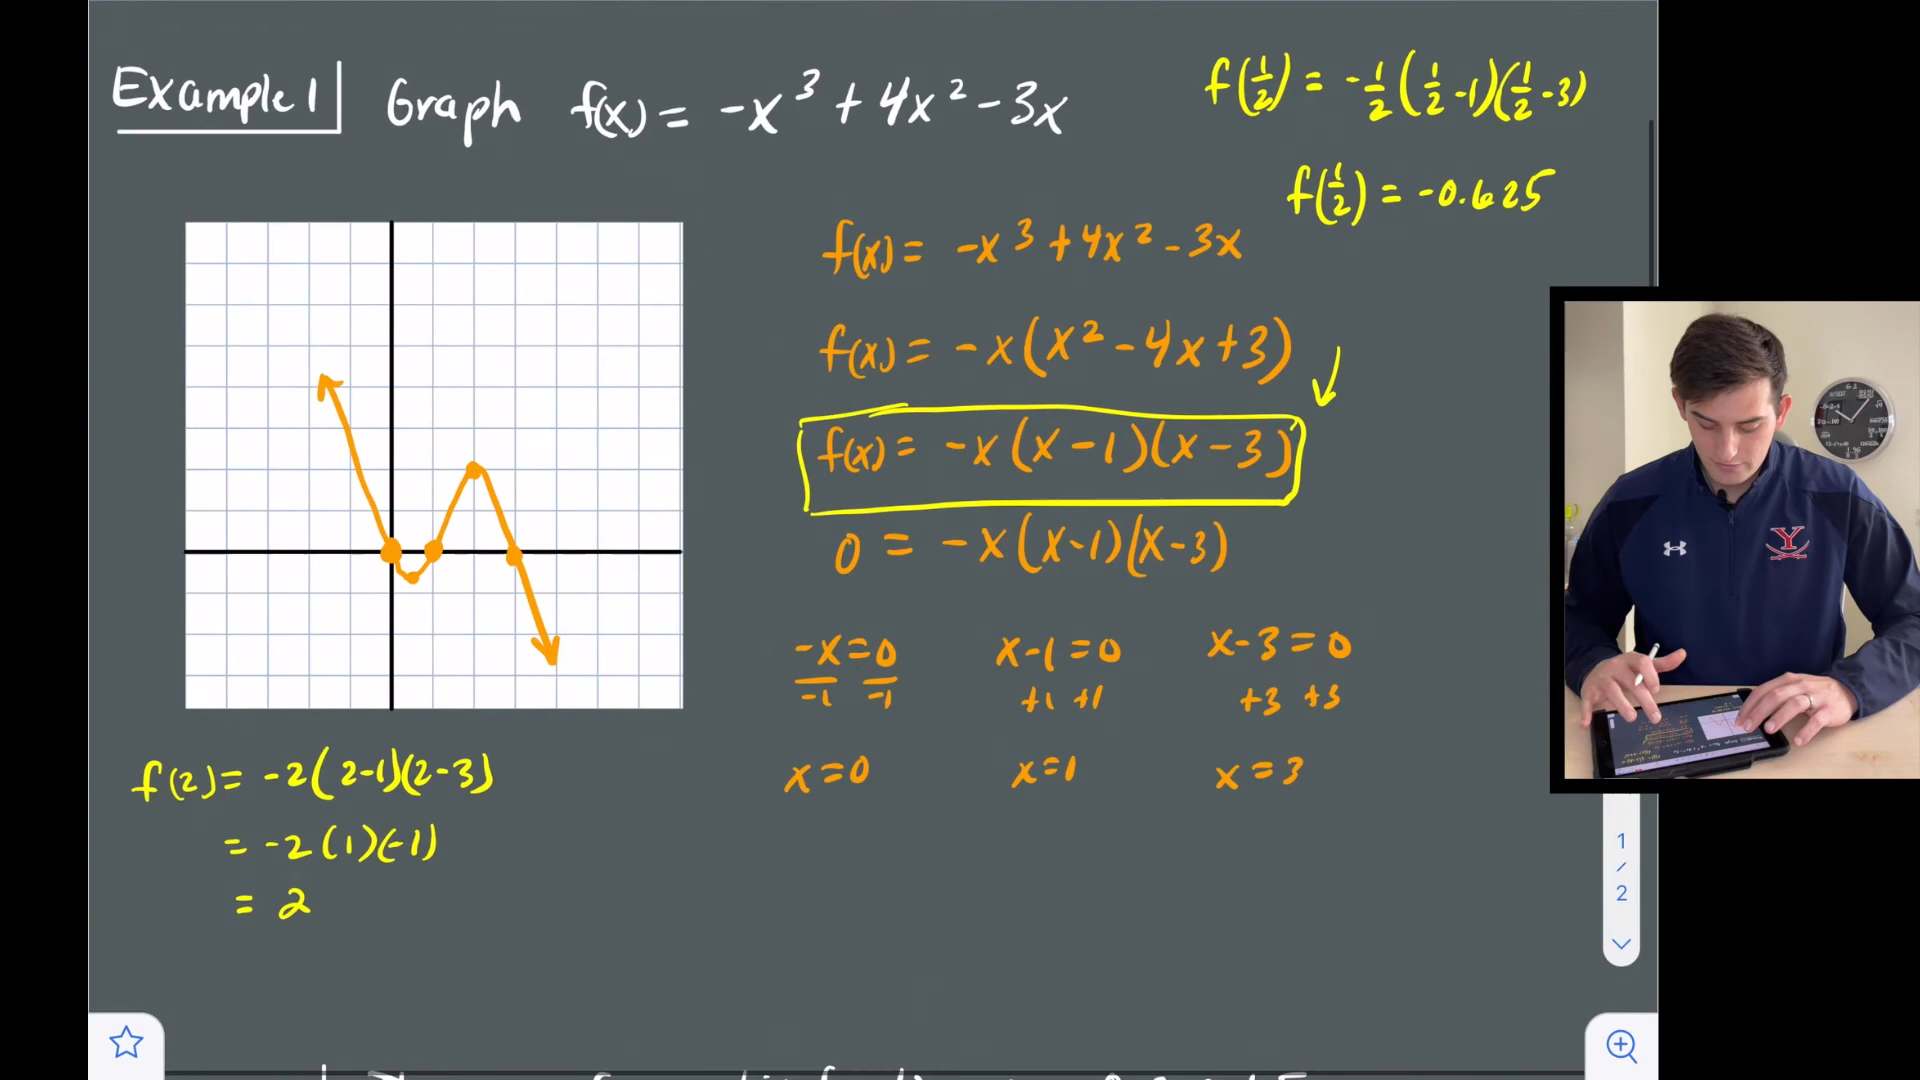 Example 1 Graph f(x) = -x³ + 4x² - 3x
f(½) = -½(½ -1)(½ -3)
f(½) = -0.625
f(x) = -x³ + 4x² - 3x
f(x) = -x(x² - 4x + 3)
f(x) = -x(x - 1)(x - 3)
0 = -x(x-1)(x-3)
-x = 0 x-1 = 0 x-3 = 0
-1 -1 +1 +1 +3 +3
x = 0 x = 1 x = 3
f(2) = -2(2-1)(2-3)
= -2(1)(-1)
= 2
Y
1
/
2